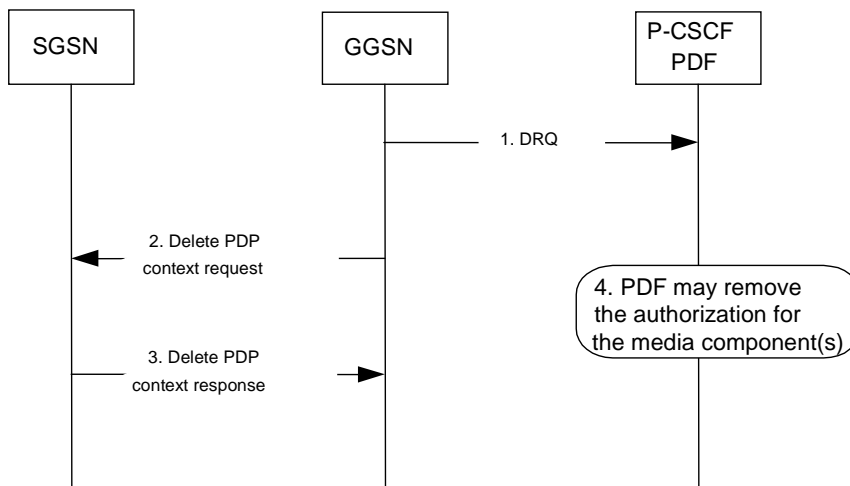 SGSN
GGSN
P-CSCF
PDF
1. DRQ
2. Delete PDP
context request
4. PDF may remove
the authorization for
the media component(s)
3. Delete PDP
context response